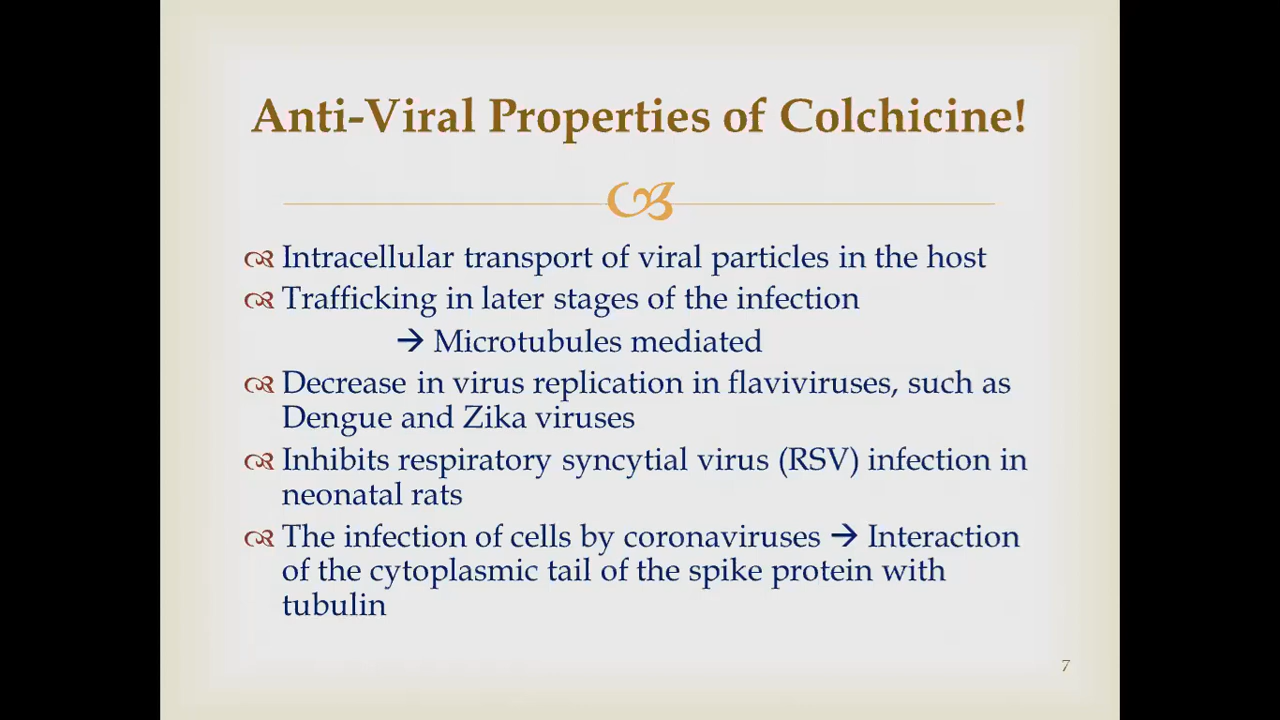 Anti-Viral Properties of Colchicine!
Intracellular transport of viral particles in the host
Trafficking in later stages of the infection
→ Microtubules mediated
Decrease in virus replication in flaviviruses, such as
Dengue and Zika viruses
Inhibits respiratory syncytial virus (RSV) infection in
neonatal rats
The infection of cells by coronaviruses → Interaction
of the cytoplasmic tail of the spike protein with
tubulin
7